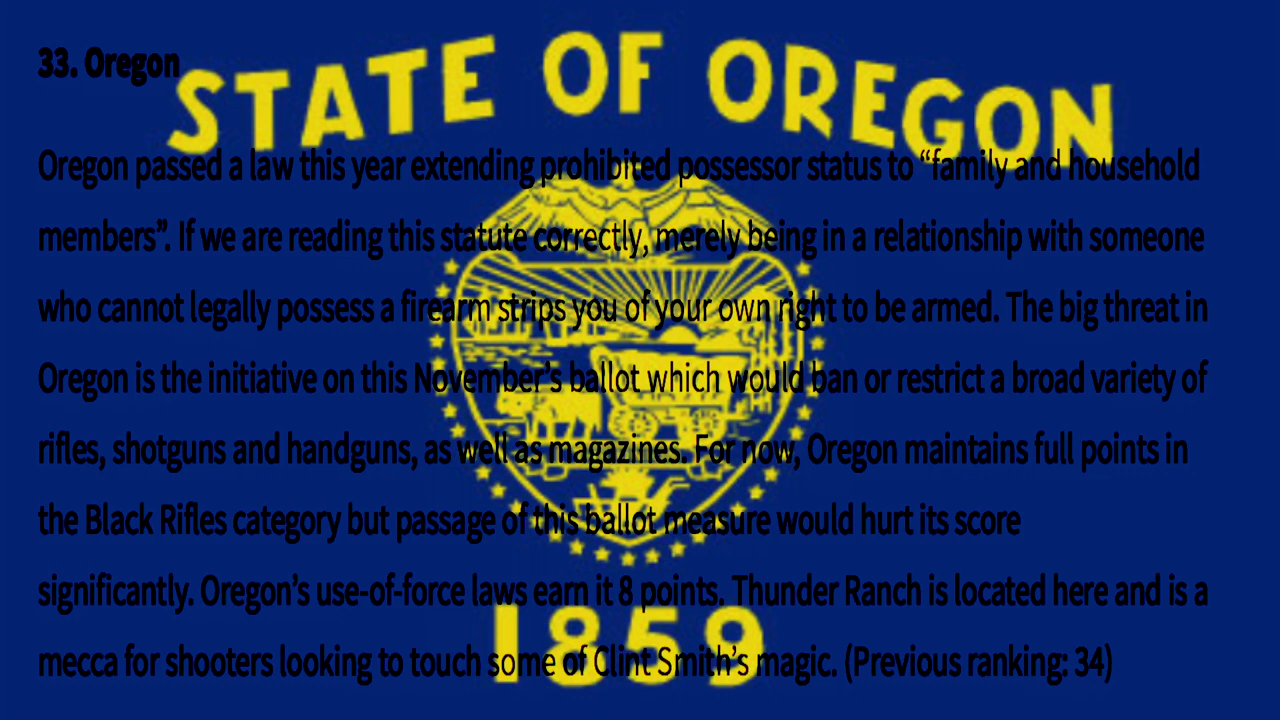 33. Oregon
STATE OF OREGON
Oregon passed a law this year extending prohibited possessor status to “family and household
members”. If we are reading this statute correctly, merely being in a relationship with someone
who cannot legally possess a firearm strips you of your own right to be armed. The big threat in
Oregon is the initiative on this November’s ballot which would ban or restrict a broad variety of
rifles, shotguns and handguns, as well as magazines. For now, Oregon maintains full points in
the Black Rifles category but passage of this ballot measure would hurt its score
significantly. Oregon’s use-of-force laws earn it 8 points. Thunder Ranch is located here and is a
1859
mecca for shooters looking to touch some of Clint Smith’s magic. (Previous ranking: 34)